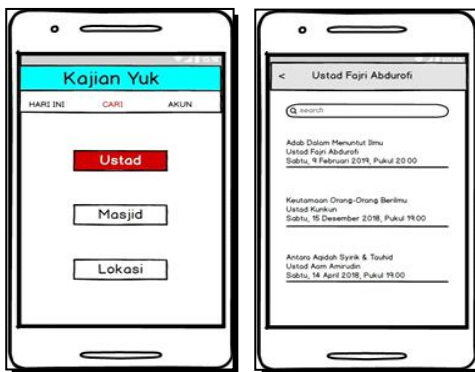 Kajian Yuk
HARI INI CARI AKUN
Ustad
Masjid
Lokasi
< Ustad Fajri Abdurofi
search
Adab Dalam Menuntut Ilmu
Ustad Fajri Abdurofi
Sabtu, 9 Februari 2019, Pukul 20.00
Keutamaan Orang-Orang Berilmu
Ustad Kunkun
Sabtu, 15 Desember 2018, Pukul 19.00
Antara Aqidah Syirik & Tauhid
Ustad Aam Amirudin
Sabtu, 14 April 2018, Pukul 19.00